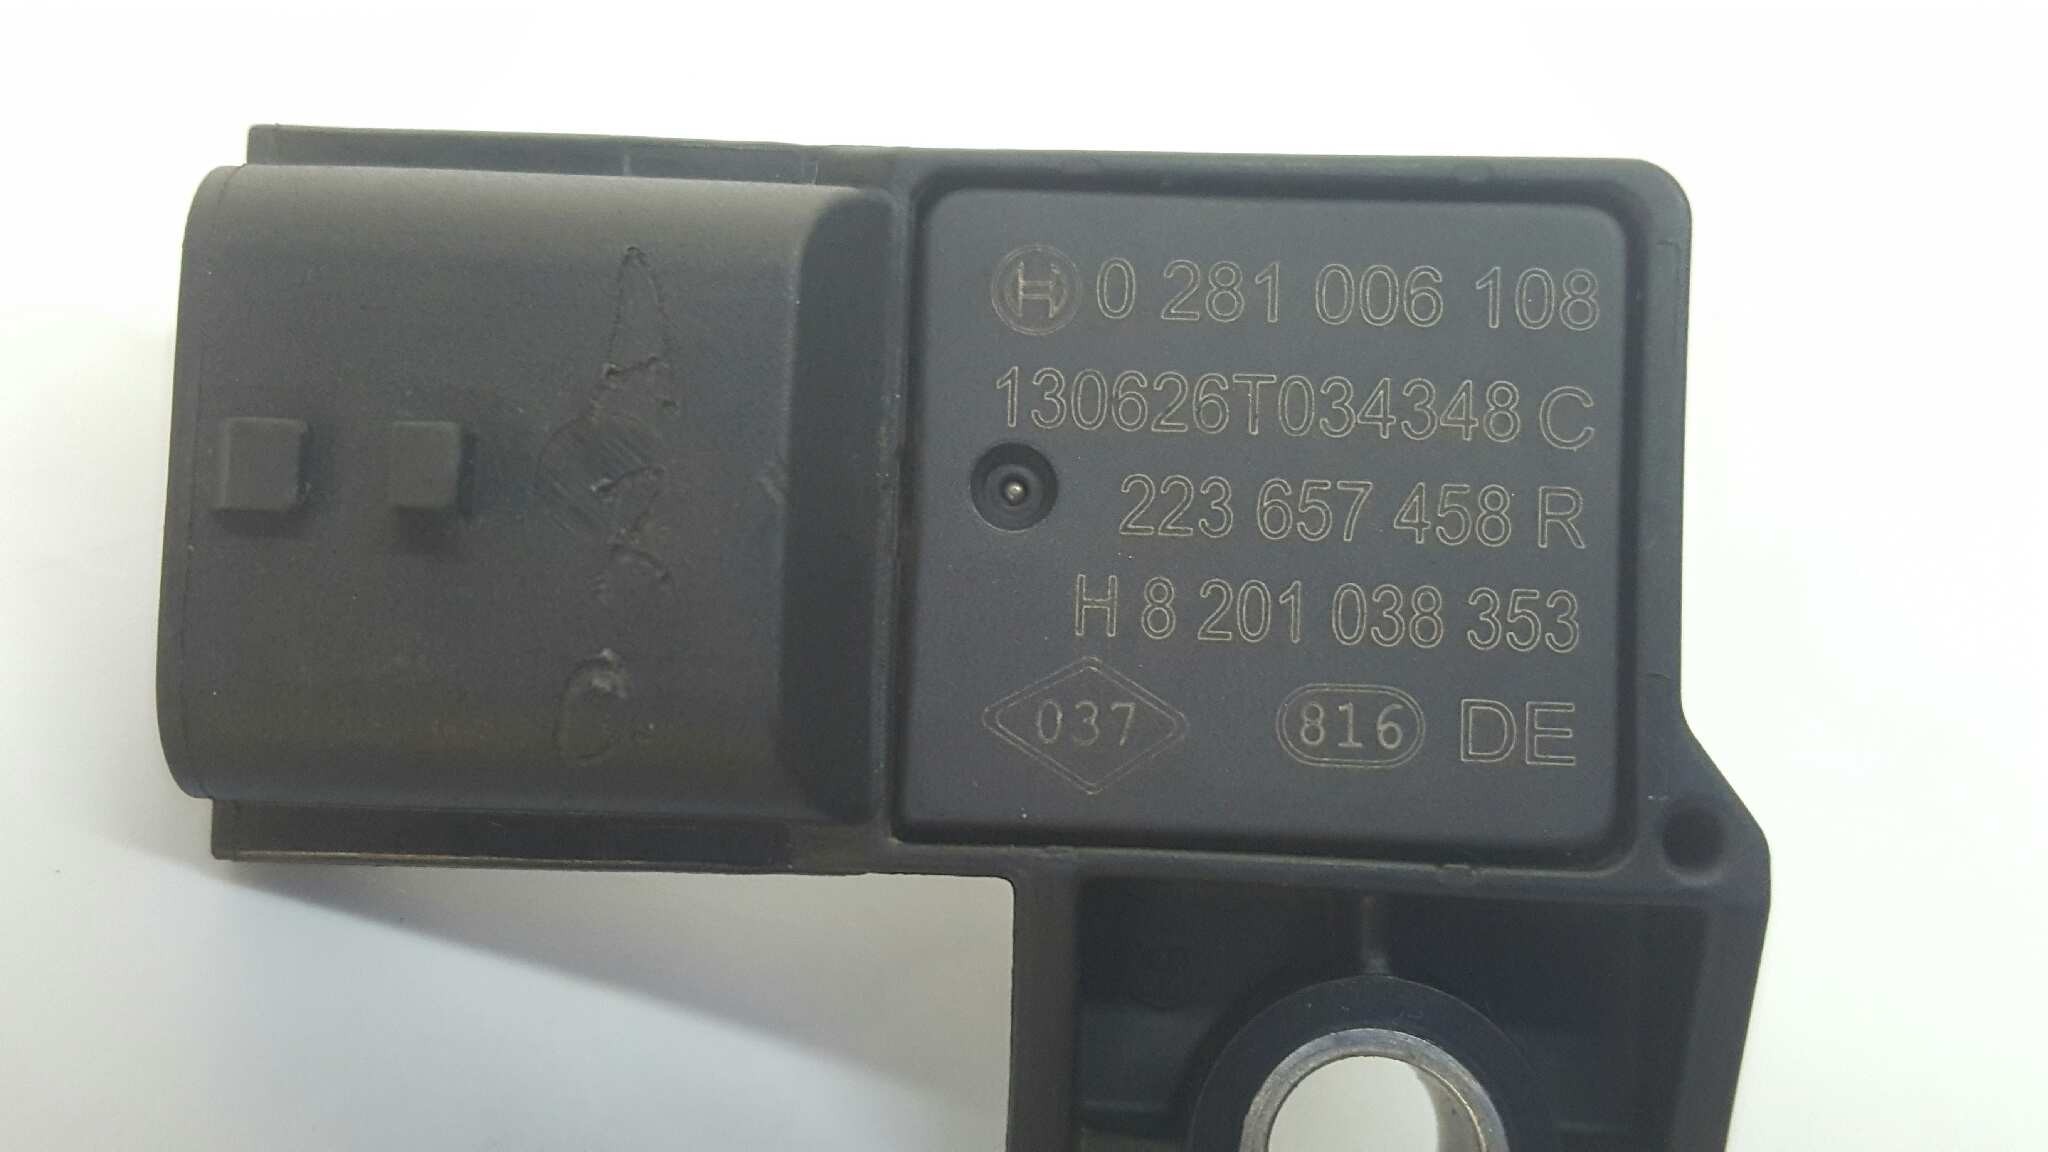 0 281 006 108
130626T034348 C
223 657 458 R
H 8 201 038 353
037 816 DE